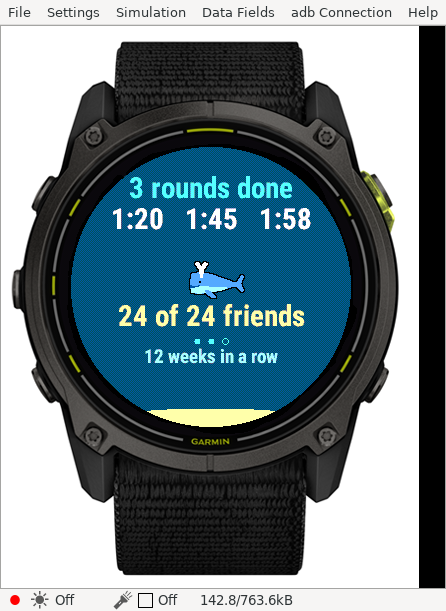 File Settings Simulation Data Fields adb Connection Help
3 rounds done
1:20 1:45 1:58
24 of 24 friends
12 weeks in a row
GARMIN
Off Off 142.8/763.6kB